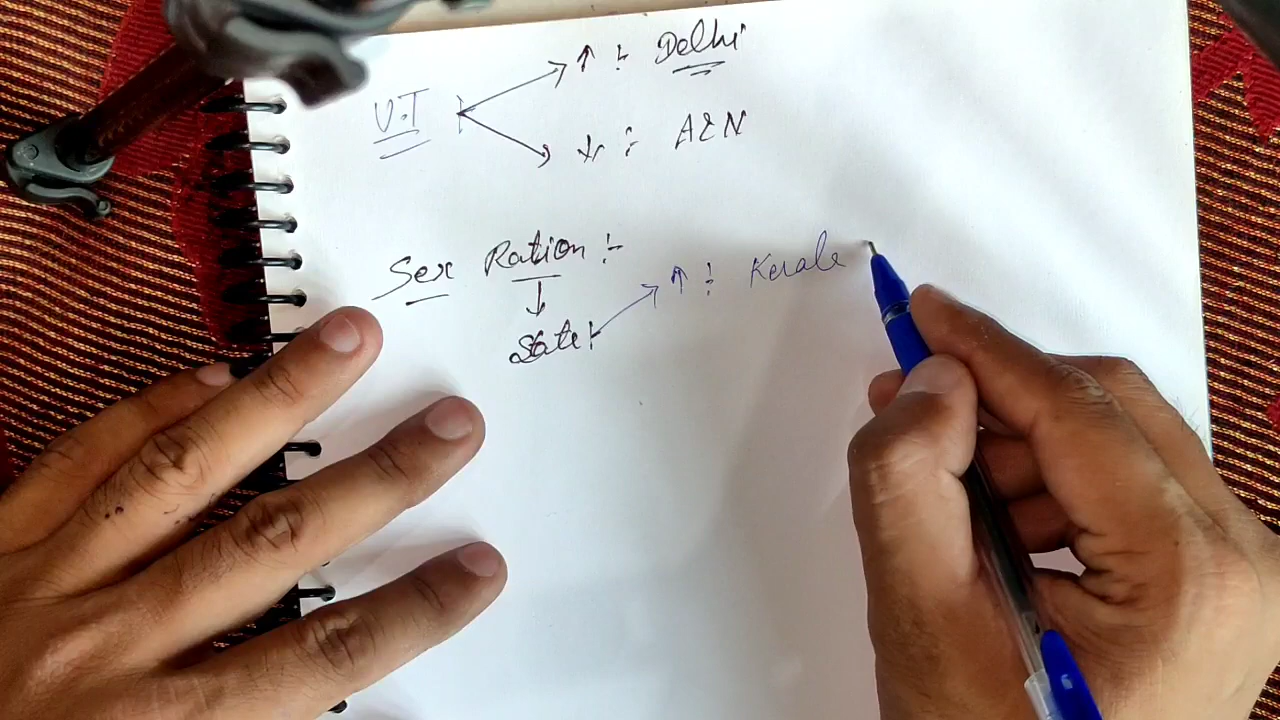 U.T ↑ :- Delhi
↓ :- A&N
Sex Ration :-
↑ : Kerala
↓
State :-